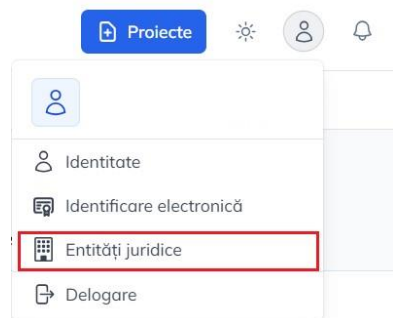 Proiecte
Identitate
Identificare electronică
Entități juridice
Delogare